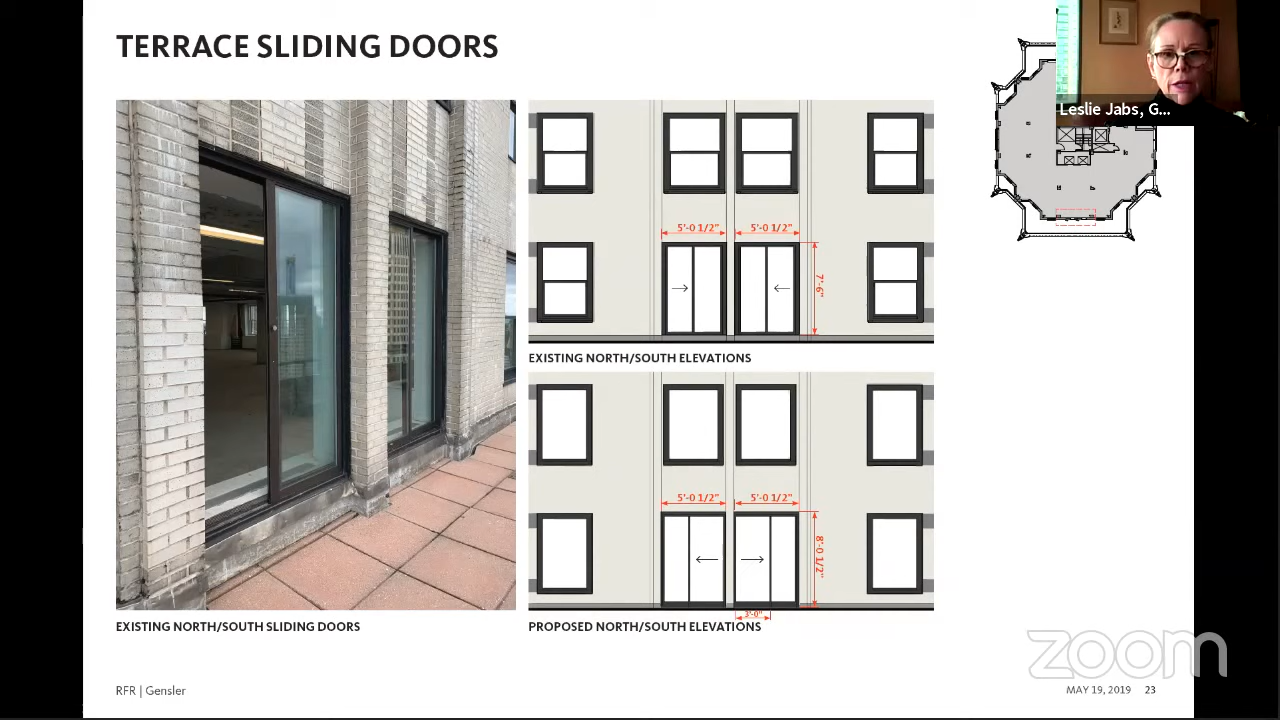 TERRACE SLIDING DOORS
Leslie Jabs, G...
5'-0 1/2" 5'-0 1/2"
7'-6"
EXISTING NORTH/SOUTH ELEVATIONS
5'-0 1/2" 5'-0 1/2"
8'-0 1/2"
3'-0"
EXISTING NORTH/SOUTH SLIDING DOORS
PROPOSED NORTH/SOUTH ELEVATIONS
zoom
RFR | Gensler
MAY 19, 2019 23